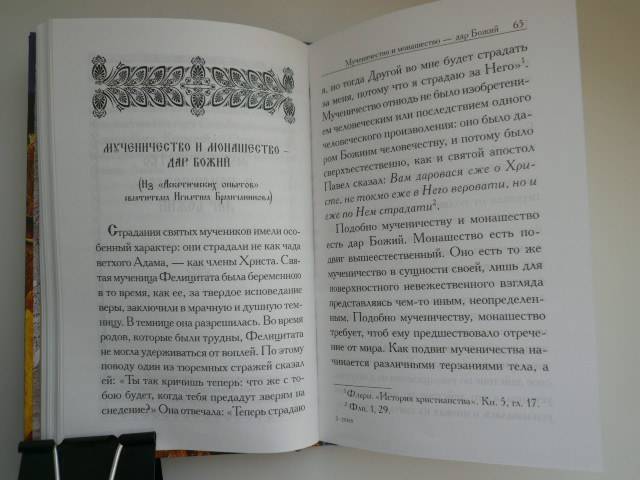 МУЧЕНИЧЕСТВО И МОНАШЕСТВО –
ДАР БОЖИЙ
(Из «Аскетических опытов»
святителя Игнатия Брянчанинова)
Страдания святых мучеников имели осо-
бенный характер: они страдали не как чада
ветхого Адама, — как члены Христа. Свя-
тая мученица Фелицитата была беременною
в то время, как ее, за твердое исповедание
веры, заключили в мрачную и душную тем-
ницу. В темнице она разрешилась. Во время
родов, которые были трудны, Фелицитата
не могла удерживаться от воплей. По этому
поводу один из тюремных стражей сказал
ей: «Ты так кричишь теперь: что же с то-
бою будет, когда тебя предадут зверям на
снедение?» Она отвечала: «Теперь страдаю
Мученичество и монашество — дар Божий 65
я, но тогда Другой во мне будет страдать
за меня, потому что я страдаю за Него»¹.
Мученичество отнюдь не было изобретени-
ем человеческим или последствием одного
человеческого произволения: оно было да-
ром Божиим человечеству, и потому было
сверхъестественно, как и святой апостол
Павел сказал: Вам даровася еже о Хри-
сте, не токмо еже в Него веровати, но и
еже по Нем страдати².
Подобно мученичеству и монашество
есть дар Божий. Монашество есть по-
двиг вышеестественный. Оно есть то же
мученичество в сущности своей, лишь для
поверхностного невежественного взгляда
представляясь чем-то иным, неопределен-
ным. Подобно мученичеству, монашество
требует, чтоб ему предшествовало отрече-
ние от мира. Как подвиг мученичества на-
чинается различными терзаниями тела, а
¹ Флери. «История христианства». Кн. 5, гл. 17.
² Флп. 1, 29.